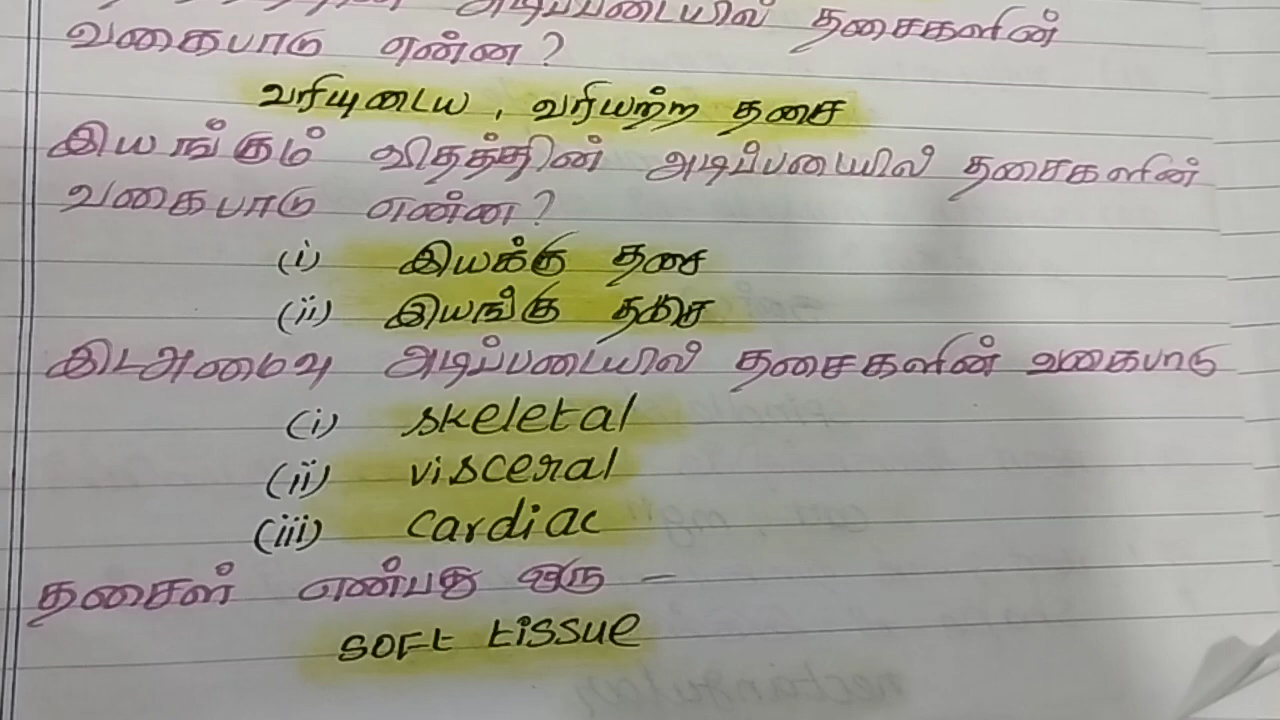 அடிப்படையில் தசைகளின்
வகைபாடு என்ன?
வரியுடைய, வரியற்ற தசை
இயங்கும் விதத்தின் அடிப்படையில் தசைகளின்
வகைபாடு என்ன?
(i) இயக்கு தசை
(ii) இயங்கு தசை
இடஅமைவு அடிப்படையில் தசைகளின் வகைபாடு
(i) skeletal
(ii) visceral
(iii) cardiac
தசைள் என்பது ஒரு —
soft tissue